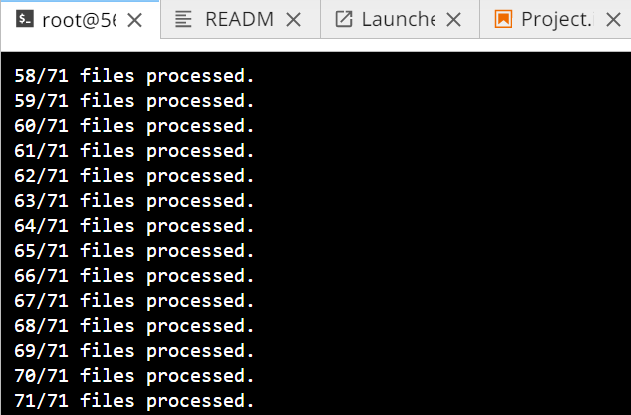 root@56 READM Launche Project.
58/71 files processed.
59/71 files processed.
60/71 files processed.
61/71 files processed.
62/71 files processed.
63/71 files processed.
64/71 files processed.
65/71 files processed.
66/71 files processed.
67/71 files processed.
68/71 files processed.
69/71 files processed.
70/71 files processed.
71/71 files processed.